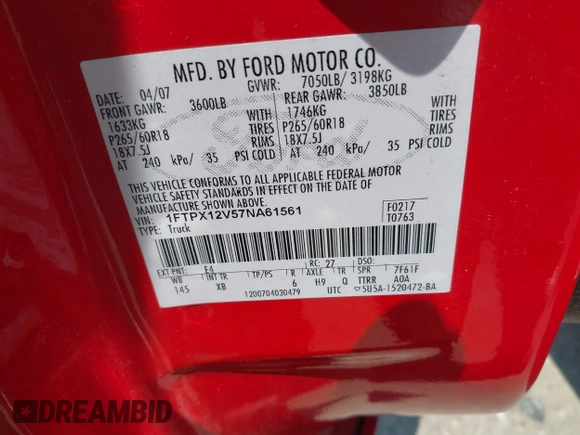 MFD. BY FORD MOTOR CO.
DATE: 04/07 GVWR: 7050LB/ 3198KG
FRONT GAWR: 3600LB REAR GAWR: 3850LB
1633KG 1746KG
P265/60R18 TIRES P265/60R18 TIRES
18X7.5J RIMS 18X7.5J RIMS
AT 240 kPa/ 35 PSI COLD AT 240 kPa/ 35 PSI COLD
THIS VEHICLE CONFORMS TO ALL APPLICABLE FEDERAL MOTOR
VEHICLE SAFETY STANDARDS IN EFFECT ON THE DATE OF
MANUFACTURE SHOWN ABOVE.
VIN: 1FTPX12V57NA61561 F0217
TYPE: Truck T0763
EXT PNT: E4 RC: 27 DSO:
WB INT TR TP/PS R AXLE TR SPR 7F61F
145 XB 6 H9 Q TTRR A0A
1200704030479 UTC ▽5U5A-1520472-BA
Ford
DREAMBID